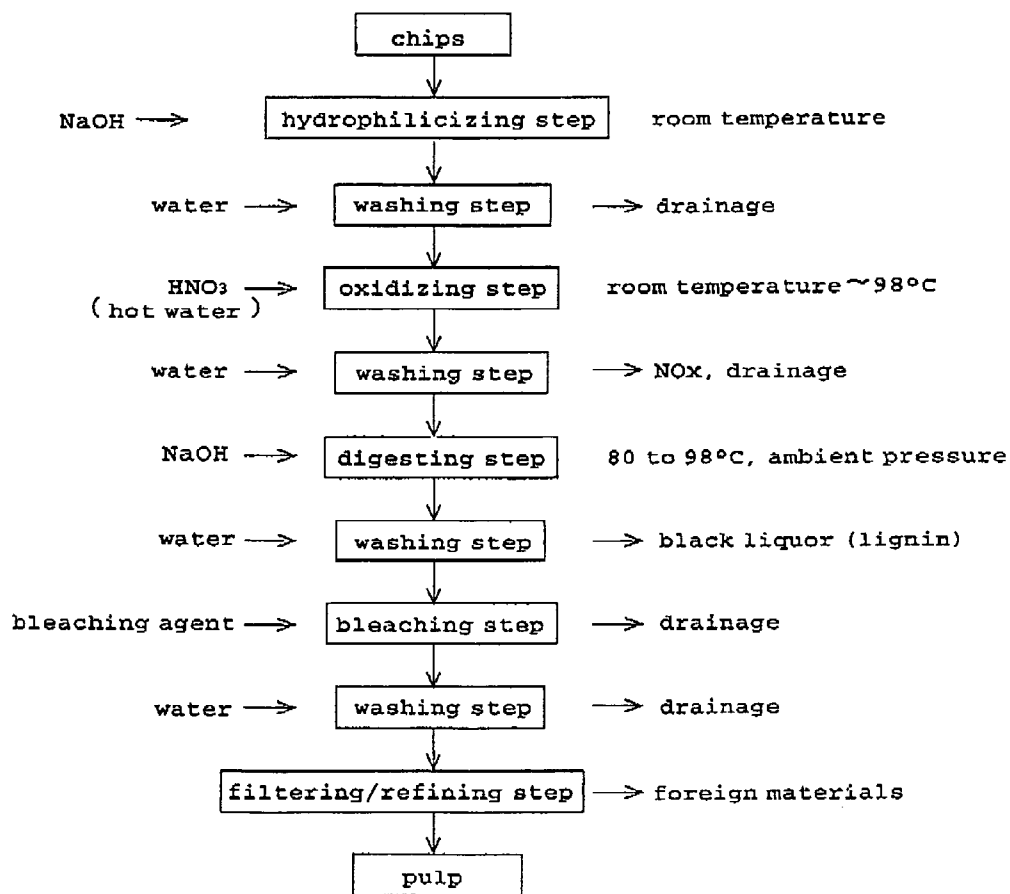 chips
NaOH → hydrophilicizing step room temperature
water → washing step → drainage
HNO₃ → oxidizing step room temperature ~98°C
(hot water)
water → washing step → NOx, drainage
NaOH → digesting step 80 to 98°C, ambient pressure
water → washing step → black liquor (lignin)
bleaching agent → bleaching step → drainage
water → washing step → drainage
filtering/refining step → foreign materials
pulp